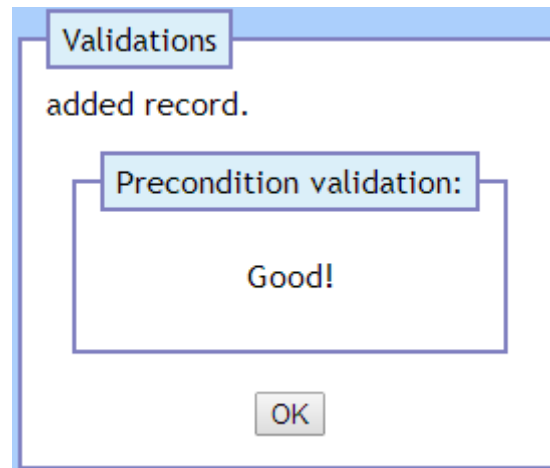 Validations
added record.
Precondition validation:
Good!
OK